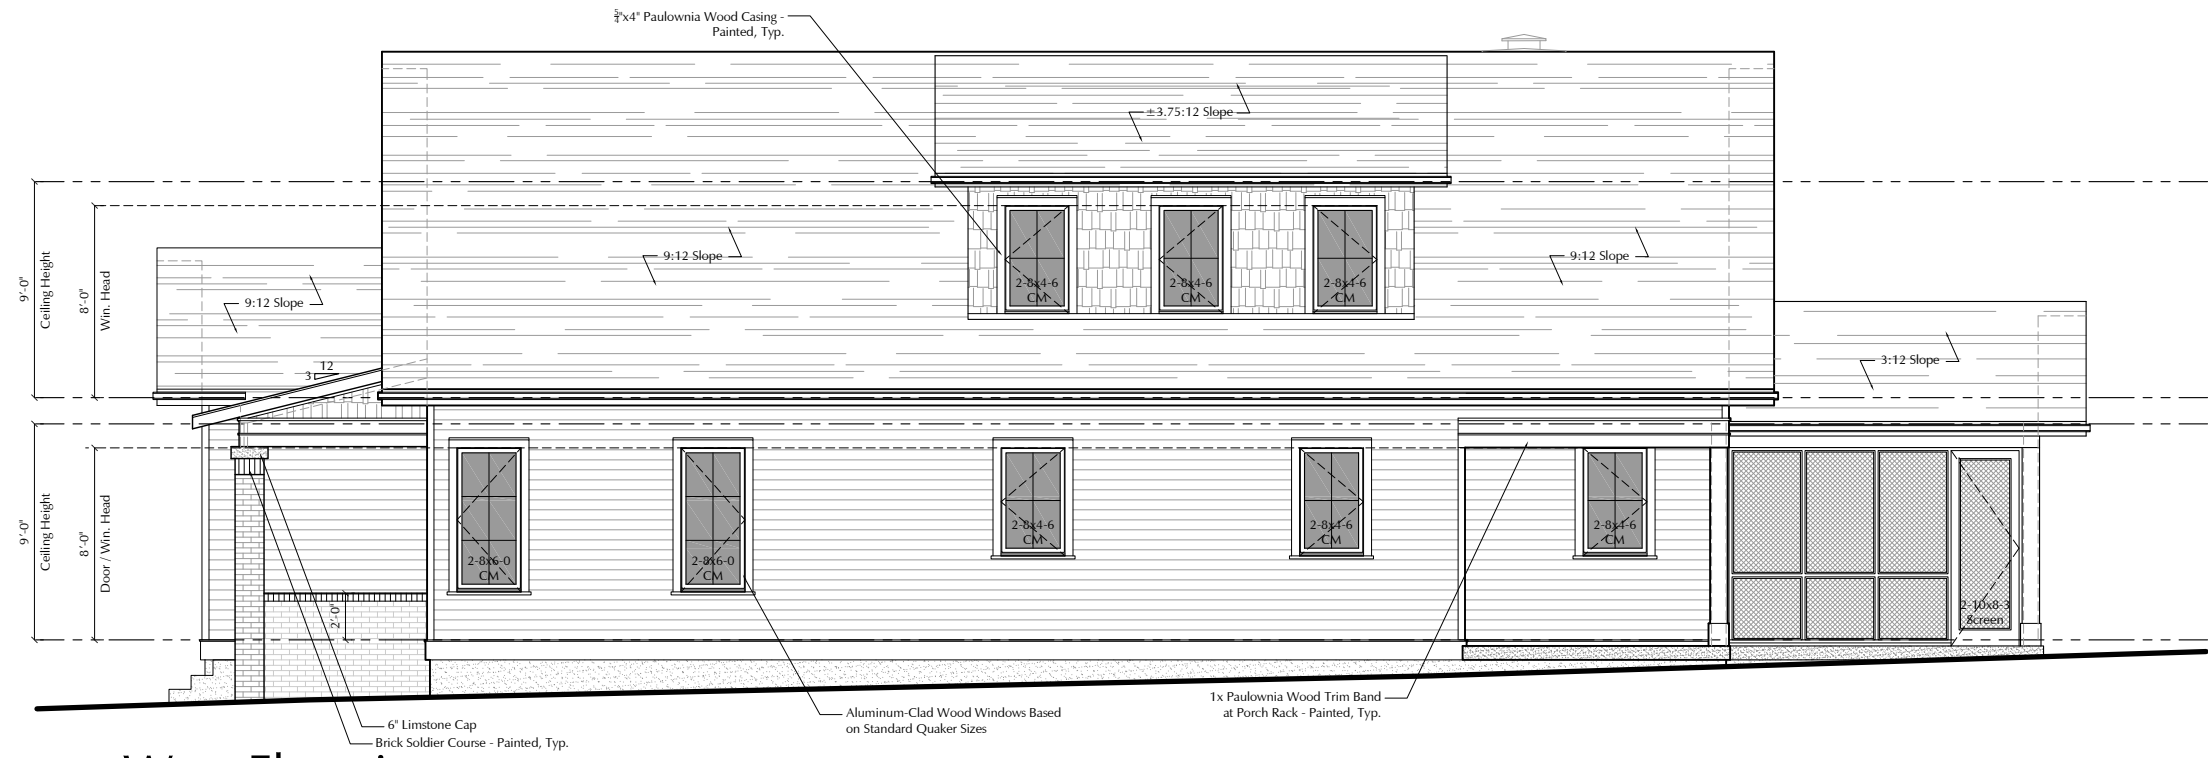 5/4"x4" Paulownia Wood Casing -
Painted, Typ.
±3.75:12 Slope
9:12 Slope
9:12 Slope
9:12 Slope
3:12 Slope
12
3
9'-0"
Ceiling Height
8'-0"
Win. Head
2-8x4-6
CM
2-8x4-6
CM
2-8x4-6
CM
9'-0"
Ceiling Height
8'-0"
Door / Win. Head
2'-0"
2-8x6-0
CM
2-8x6-0
CM
2-8x4-6
CM
2-8x4-6
CM
2-8x4-6
CM
2-10x8-3
Screen
6" Limstone Cap
Brick Soldier Course - Painted, Typ.
Aluminum-Clad Wood Windows Based
on Standard Quaker Sizes
1x Paulownia Wood Trim Band
at Porch Rack - Painted, Typ.